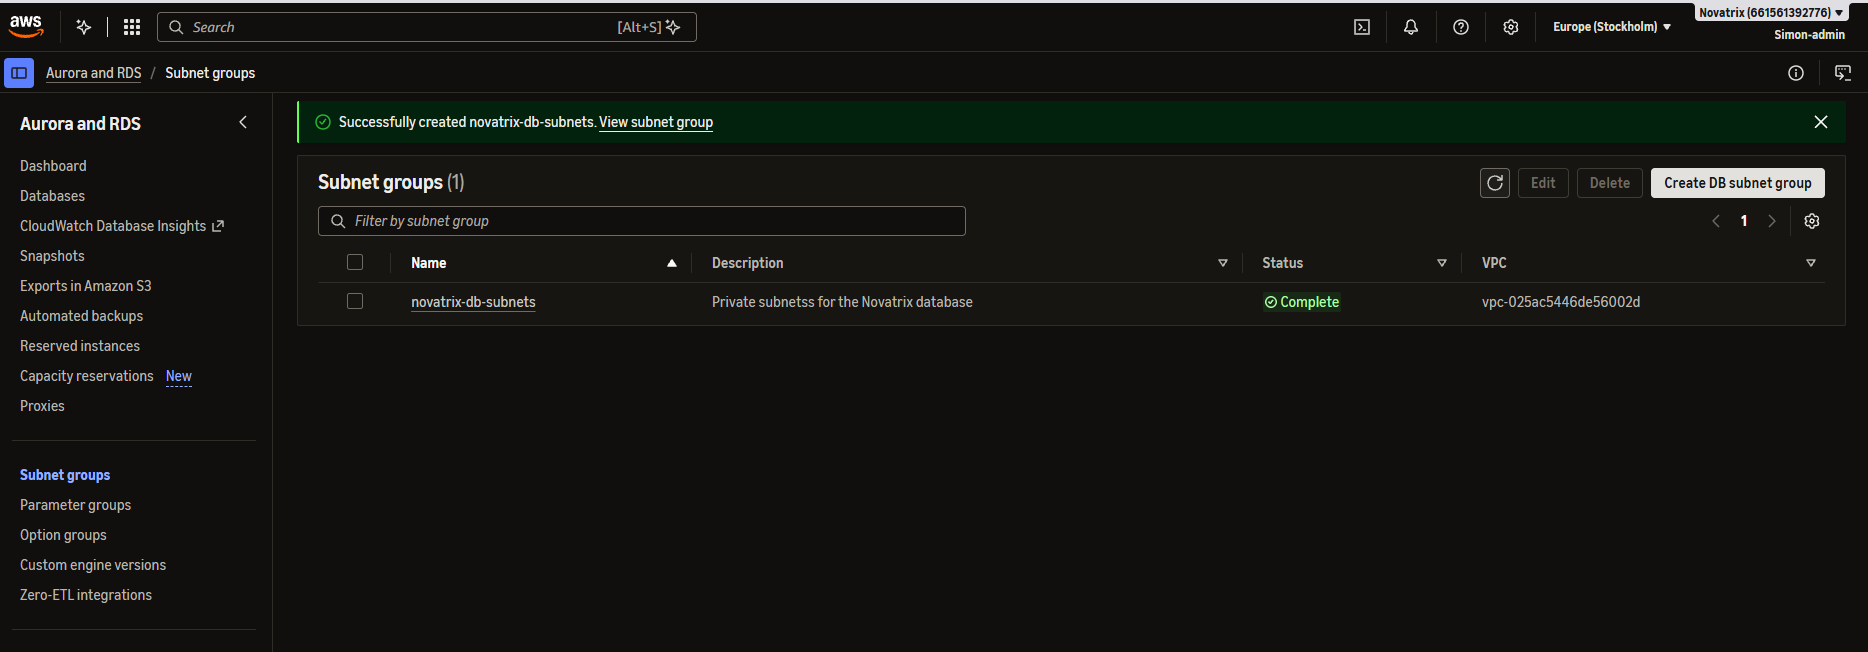 aws
Search [Alt+S]
Europe (Stockholm)
Novatrix (661561392776)
Simon-admin
Aurora and RDS / Subnet groups
Aurora and RDS
Dashboard
Databases
CloudWatch Database Insights
Snapshots
Exports in Amazon S3
Automated backups
Reserved instances
Capacity reservations New
Proxies
Subnet groups
Parameter groups
Option groups
Custom engine versions
Zero-ETL integrations
Successfully created novatrix-db-subnets. View subnet group
Subnet groups (1)
Edit Delete Create DB subnet group
Filter by subnet group
1
Name Description Status VPC
novatrix-db-subnets Private subnetss for the Novatrix database Complete vpc-025ac5446de56002d